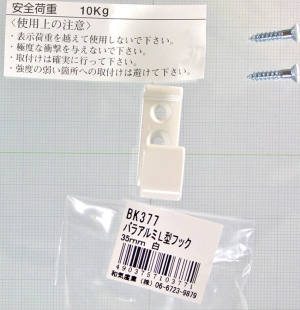 安全荷重 10Kg
〈使用上の注意〉
・表示荷重を越えて使用しないで下さい。
・極度な衝撃を与えないで下さい。
・取付けは確実に行って下さい。
・強度の弱い箇所への取付けは避けて下さい。
BK377
バラアルミL型フック
35mm 白
4903757103771
和気産業(株) 06-6723-9879